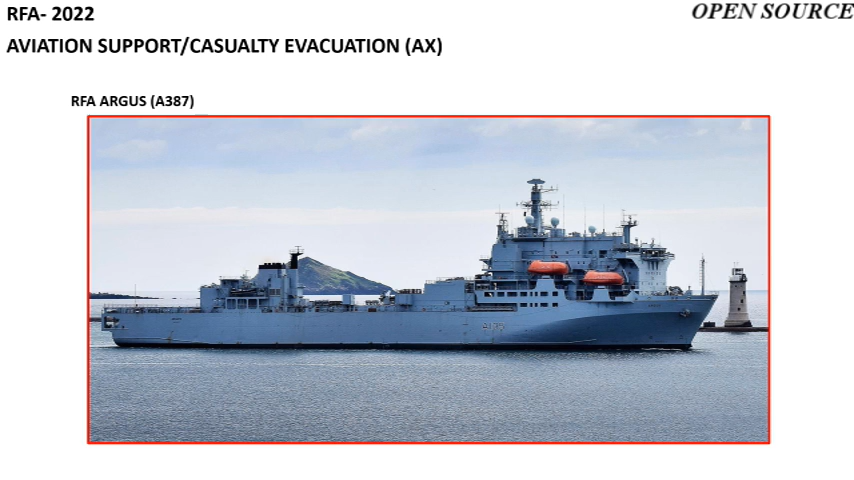 RFA- 2022
OPEN SOURCE
AVIATION SUPPORT/CASUALTY EVACUATION (AX)
RFA ARGUS (A387)